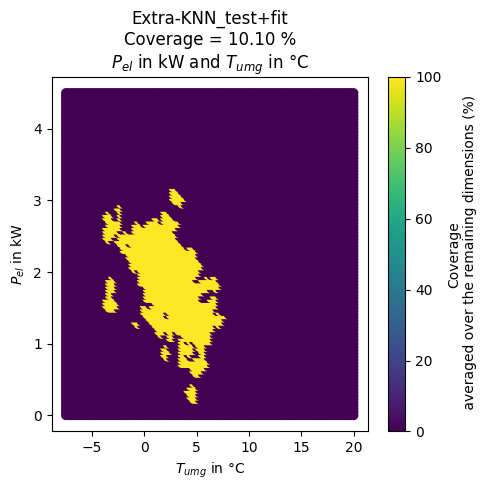 Extra-KNN_test+fit
Coverage = 10.10 %
P_el in kW and T_umg in °C
100
80
60
40
20
0
Coverage
averaged over the remaining dimensions (%)
4
3
2
1
0
P_el in kW
−5
0
5
10
15
20
T_umg in °C